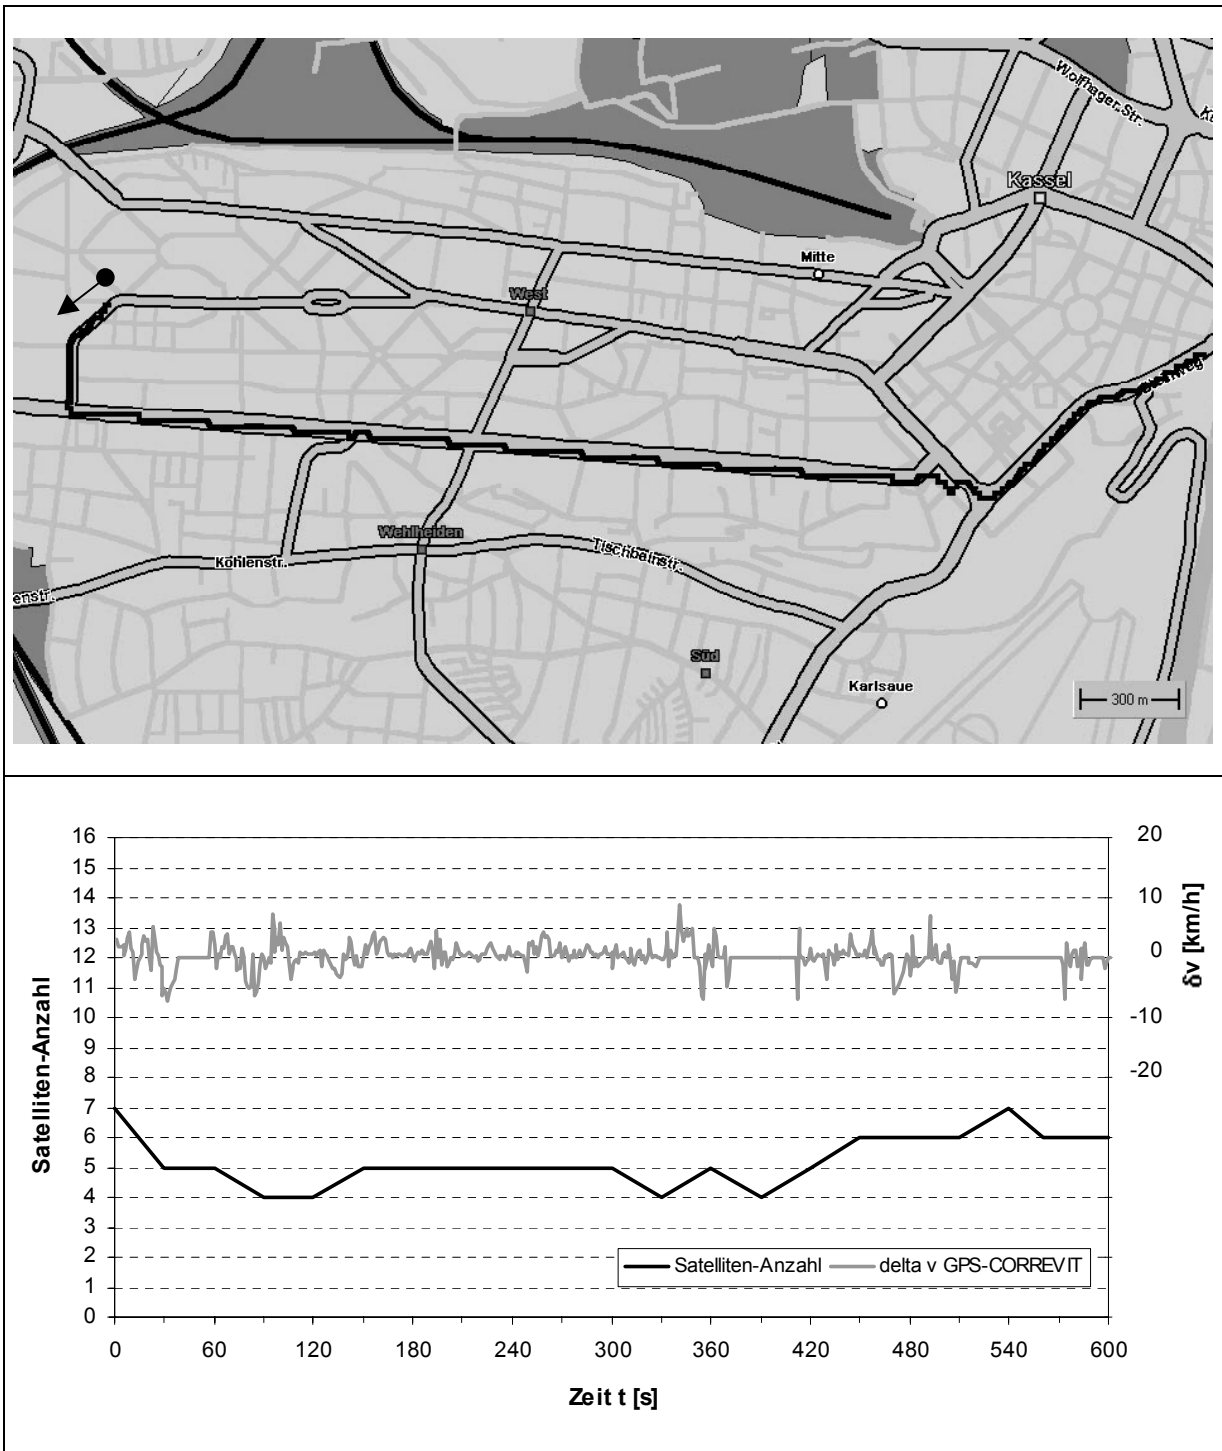 Wolfhager Str.
Kassel
Mitte
West
Steinweg
Wehlheiden
Kohlenstr.
Tischbeinstr.
enstr.
Süd
Karlsaue
300 m
16
15
14
13
12
11
10
9
8
7
6
5
4
3
2
1
0
20
10
0
-10
-20
Satelliten-Anzahl
δv [km/h]
Satelliten-Anzahl
delta v GPS-CORREVIT
0
60
120
180
240
300
360
420
480
540
600
Zeit t [s]